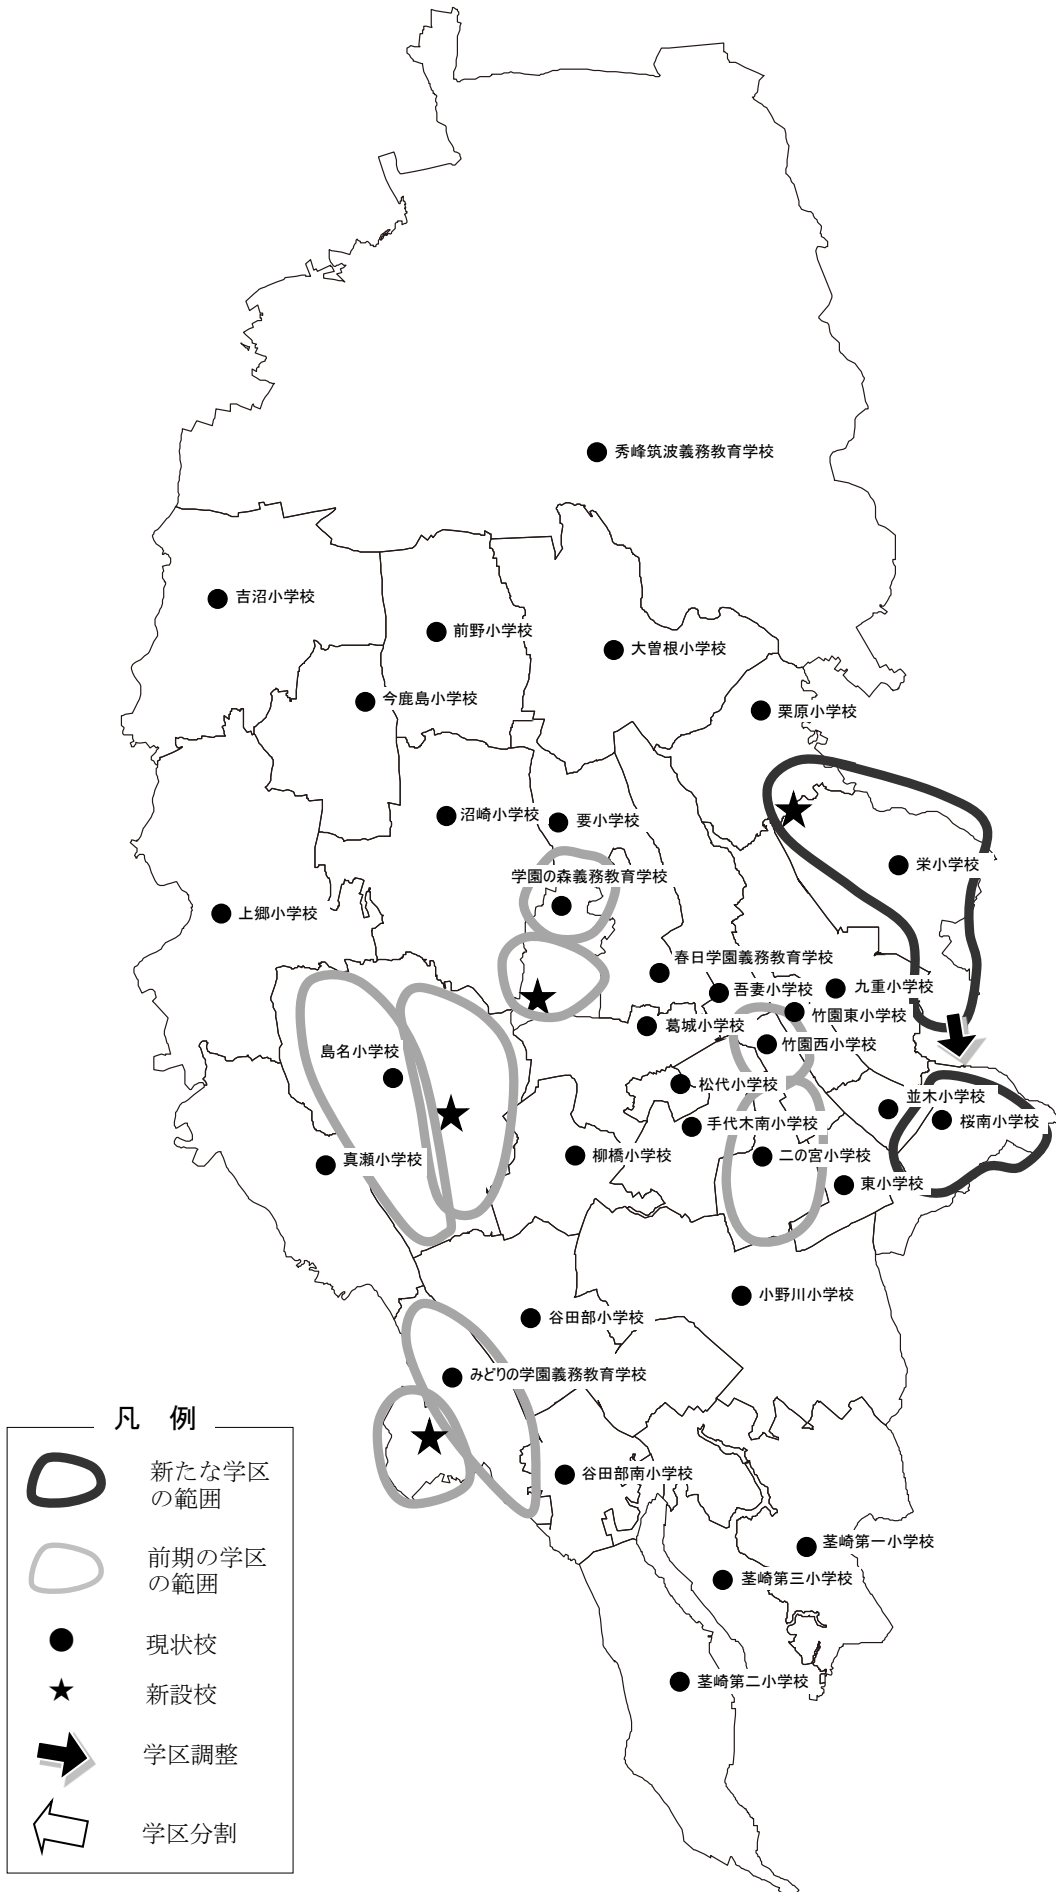 秀峰筑波義務教育学校
吉沼小学校
前野小学校
大曽根小学校
今鹿島小学校
栗原小学校
沼崎小学校
要小学校
栄小学校
学園の森義務教育学校
上郷小学校
春日学園義務教育学校
吾妻小学校
九重小学校
竹園東小学校
葛城小学校
竹園西小学校
島名小学校
松代小学校
並木小学校
桜南小学校
手代木南小学校
真瀬小学校
柳橋小学校
二の宮小学校
東小学校
小野川小学校
谷田部小学校
みどりの学園義務教育学校
谷田部南小学校
茎崎第一小学校
茎崎第三小学校
茎崎第二小学校
凡 例
新たな学区
の範囲
前期の学区
の範囲
現状校
新設校
学区調整
学区分割